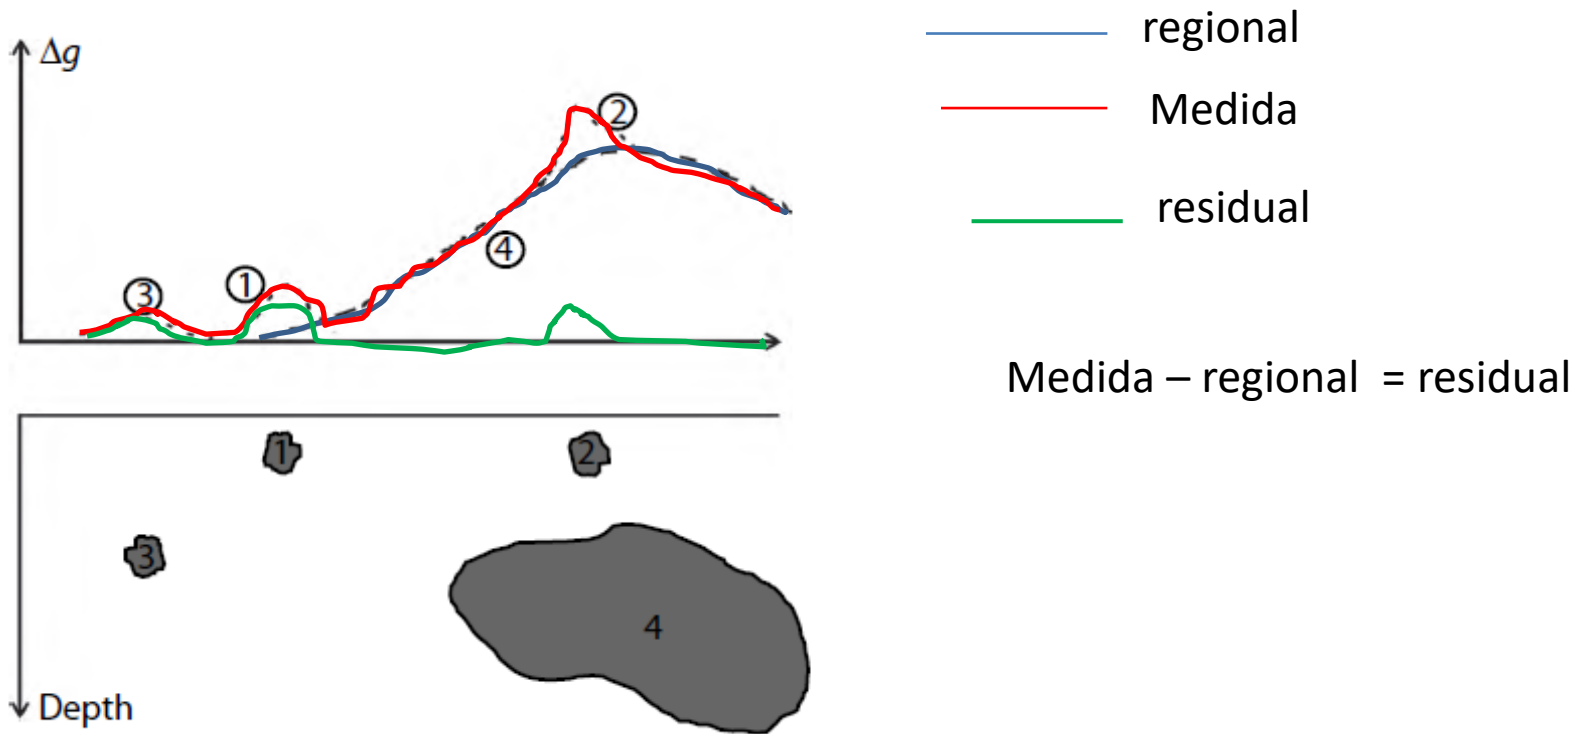 Δg
regional
Medida
residual
Medida – regional = residual
2
4
1
3
1
2
3
4
Depth